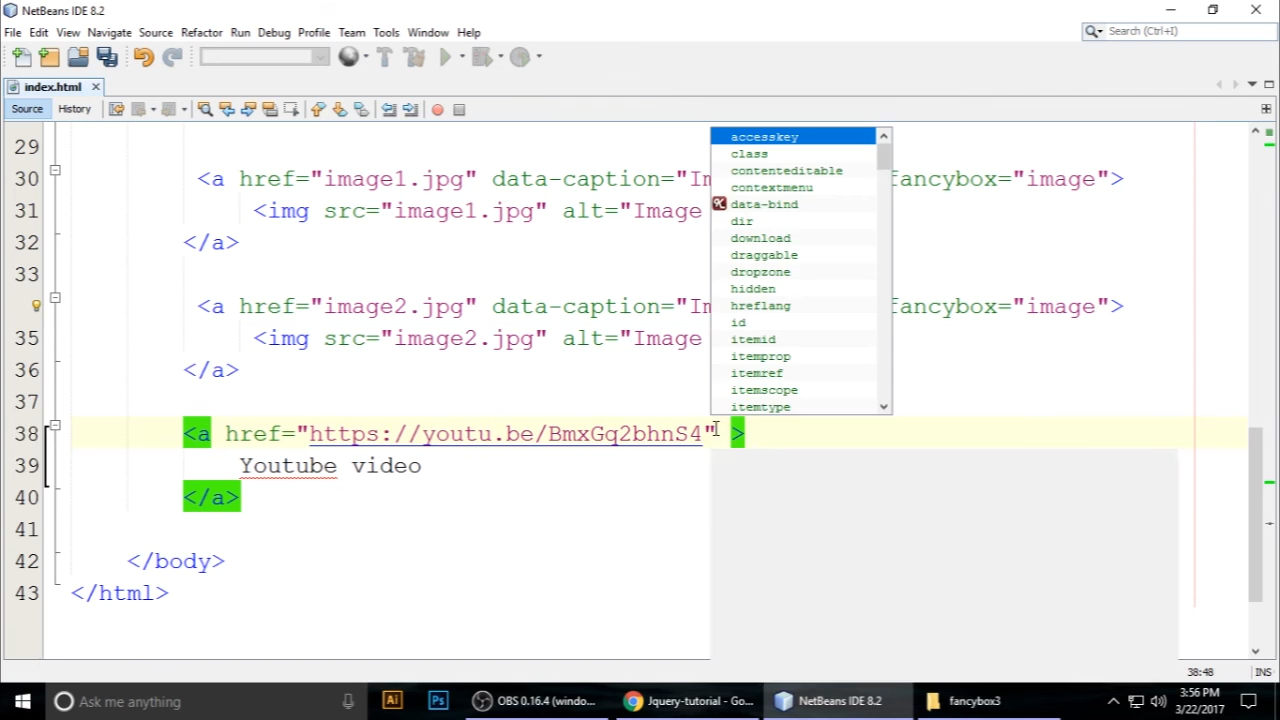 NetBeans IDE 8.2
File Edit View Navigate Source Refactor Run Debug Profile Team Tools Window Help
Search (Ctrl+I)
index.html
Source History
29
30 <a href="image1.jpg" data-caption="Im fancybox="image">
31 <img src="image1.jpg" alt="Image
32 </a>
33
<a href="image2.jpg" data-caption="Im fancybox="image">
35 <img src="image2.jpg" alt="Image
36 </a>
37
38 <a href="https://youtu.be/BmxGq2bhnS4" >
39 Youtube video
40 </a>
41
42 </body>
43 </html>
accesskey
class
contenteditable
contextmenu
data-bind
dir
download
draggable
dropzone
hidden
hreflang
id
itemid
itemprop
itemref
itemscope
itemtype
38:48 INS
Ask me anything
Ai
Ps
OBS 0.16.4 (windo...
Jquery-tutorial - Go...
NetBeans IDE 8.2
fancybox3
3:56 PM
3/22/2017